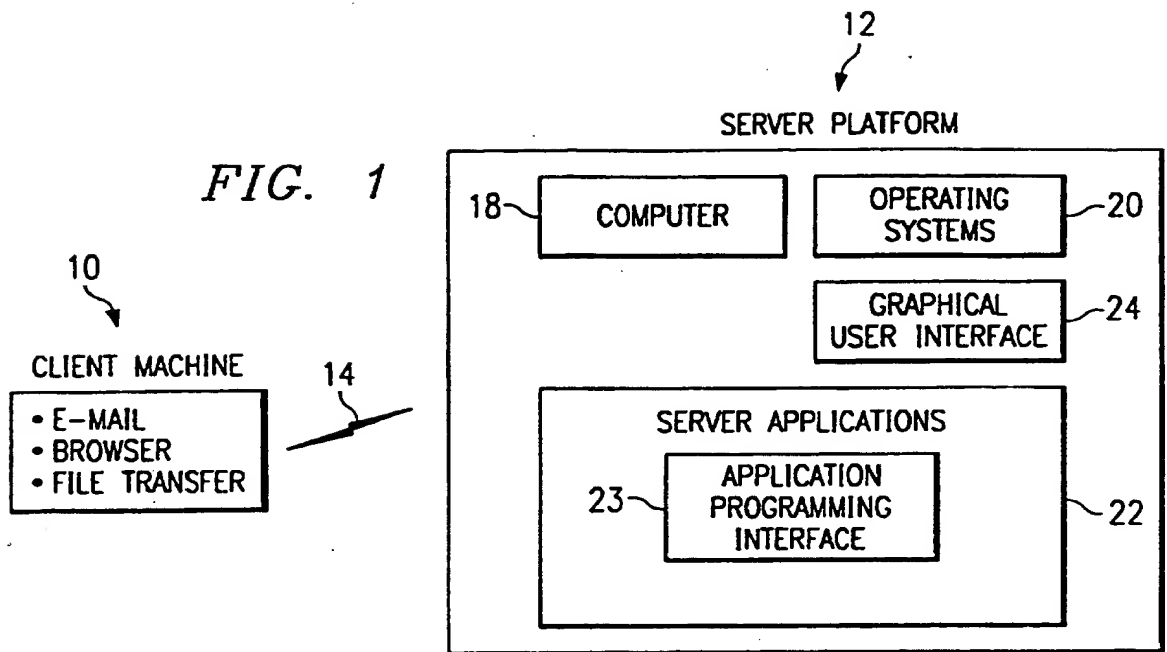 12
SERVER PLATFORM
FIG. 1
18
COMPUTER
OPERATING
SYSTEMS
20
10
GRAPHICAL
USER INTERFACE
24
CLIENT MACHINE
14
• E-MAIL
• BROWSER
• FILE TRANSFER
SERVER APPLICATIONS
23
APPLICATION
PROGRAMMING
INTERFACE
22